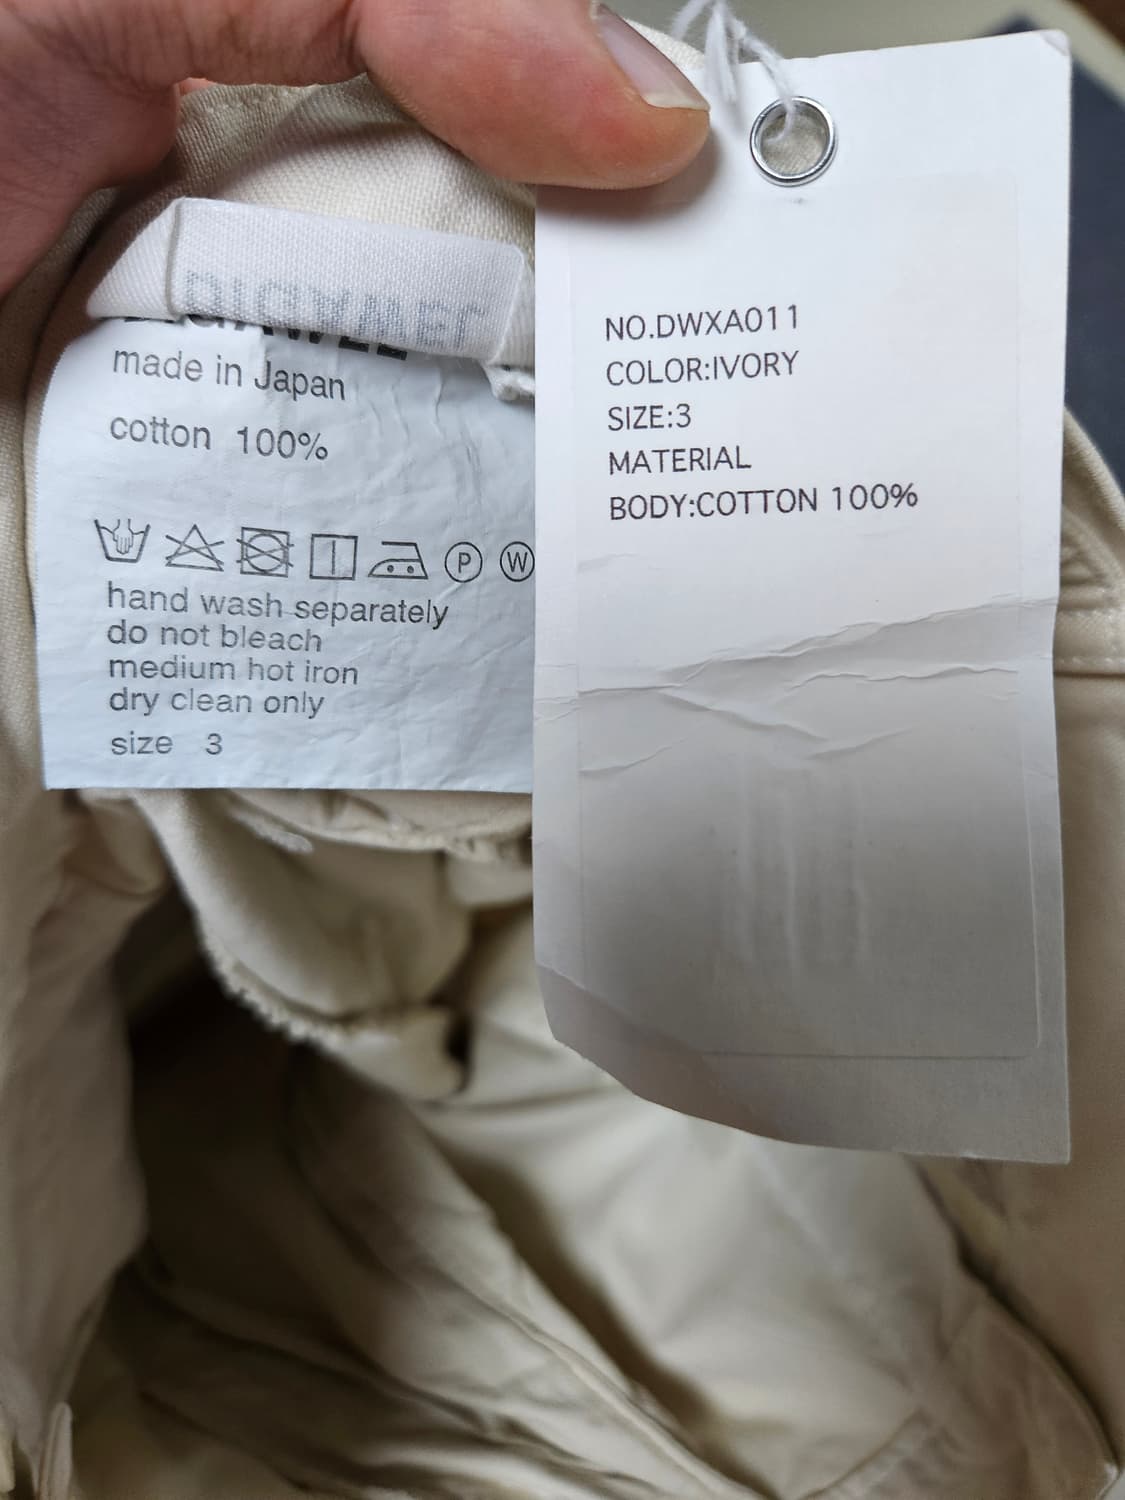 DIGAWEL
made in Japan
cotton 100%
P W
hand wash separately
do not bleach
medium hot iron
dry clean only
size 3
NO.DWXA011
COLOR:IVORY
SIZE:3
MATERIAL
BODY:COTTON 100%